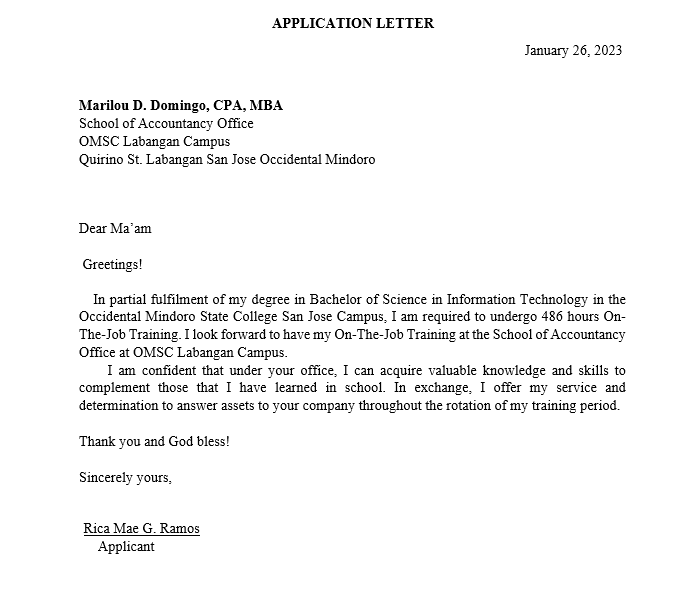 APPLICATION LETTER
January 26, 2023
Marilou D. Domingo, CPA, MBA
School of Accountancy Office
OMSC Labangan Campus
Quirino St. Labangan San Jose Occidental Mindoro
Dear Ma’am
Greetings!
In partial fulfilment of my degree in Bachelor of Science in Information Technology in the
Occidental Mindoro State College San Jose Campus, I am required to undergo 486 hours On-
The-Job Training. I look forward to have my On-The-Job Training at the School of Accountancy
Office at OMSC Labangan Campus.
I am confident that under your office, I can acquire valuable knowledge and skills to
complement those that I have learned in school. In exchange, I offer my service and
determination to answer assets to your company throughout the rotation of my training period.
Thank you and God bless!
Sincerely yours,
Rica Mae G. Ramos
Applicant